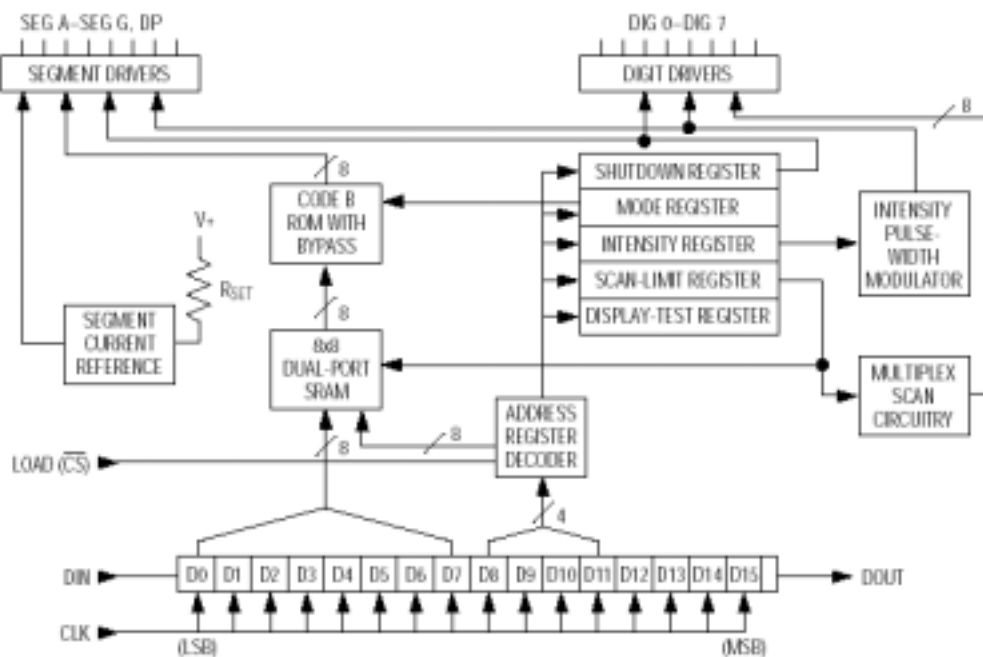 SEG A–SEG G, DP
DIG 0–DIG 7
SEGMENT DRIVERS
DIGIT DRIVERS
8
8
CODE B
ROM WITH
BYPASS
SHUTDOWN REGISTER
MODE REGISTER
INTENSITY REGISTER
SCAN-LIMIT REGISTER
DISPLAY-TEST REGISTER
INTENSITY
PULSE-
WIDTH
MODULATOR
V+
RSET
SEGMENT
CURRENT
REFERENCE
8
8x8
DUAL-PORT
SRAM
MULTIPLEX
SCAN
CIRCUITRY
ADDRESS
REGISTER
DECODER
8
8
LOAD (C̅S̅)
4
DIN
D0 D1 D2 D3 D4 D5 D6 D7 D8 D9 D10 D11 D12 D13 D14 D15
DOUT
CLK
(LSB)
(MSB)